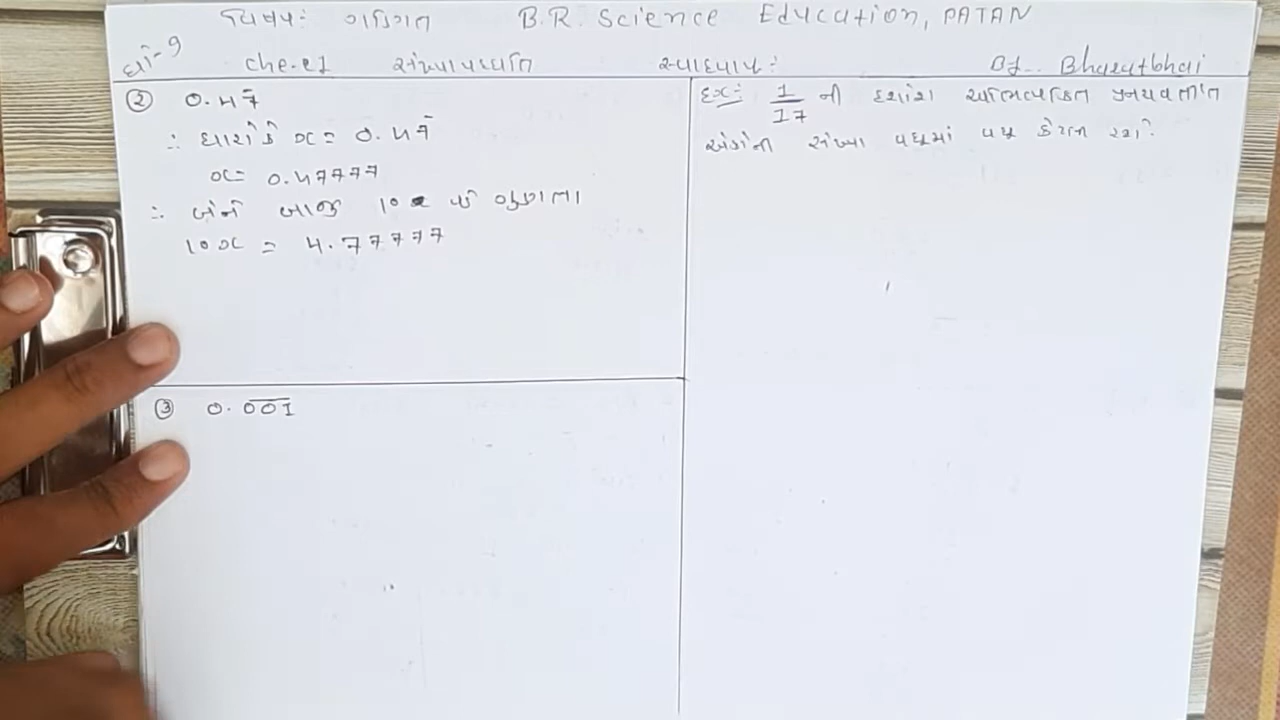 વિષય: ગણિત B.R. Science Education, PATAN
ધો-9 Ch.-01 સંખ્યા પધ્ધતિ સ્વાધ્યાય: By.. Bharatbhai
② 0.47̅
∴ ધારોકે x = 0.47̅
x = 0.47777
∴ બંને બાજુ 10 વડે ગુણતા
10x = 4.77777
③ 0.0̅0̅1̅
Ex: 1/17 ની દશાંશ અભિવ્યક્તિ પુનરાવર્તિત
અંકોની સંખ્યા વધુમાં વધુ કેટલી